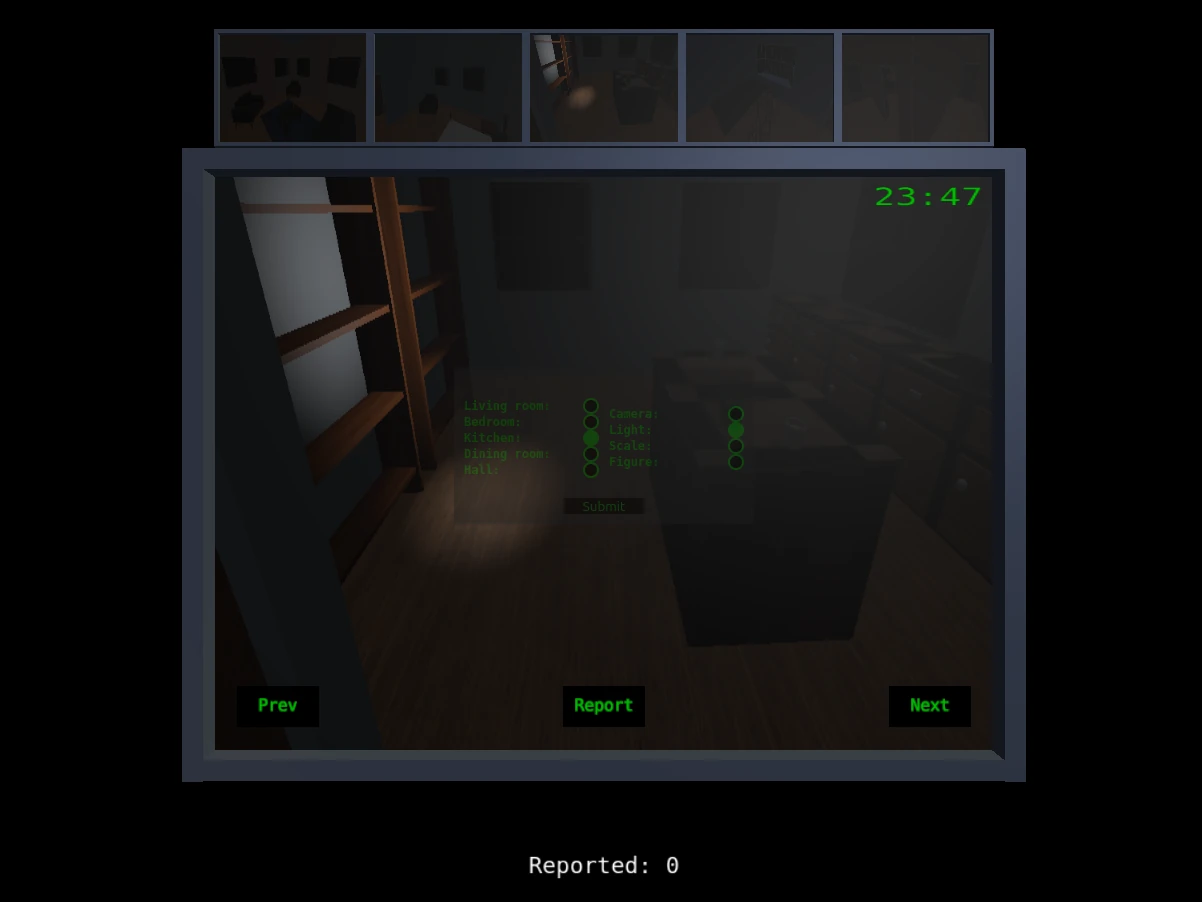 23:47
Living room:
Bedroom:
Kitchen:
Dining room:
Hall:
Camera:
Light:
Scale:
Figure:
Submit
Prev
Report
Next
Reported: 0